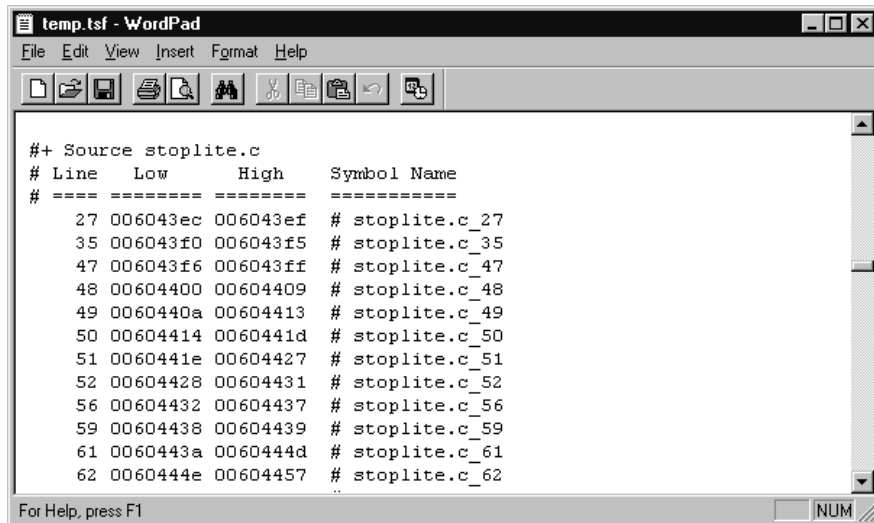 temp.tsf - WordPad
File Edit View Insert Format Help
#+ Source stoplite.c
# Line Low High Symbol Name
# ==== ======== ======== ===========
27 006043ec 006043ef # stoplite.c_27
35 006043f0 006043f5 # stoplite.c_35
47 006043f6 006043ff # stoplite.c_47
48 00604400 00604409 # stoplite.c_48
49 0060440a 00604413 # stoplite.c_49
50 00604414 0060441d # stoplite.c_50
51 0060441e 00604427 # stoplite.c_51
52 00604428 00604431 # stoplite.c_52
56 00604432 00604437 # stoplite.c_56
59 00604438 00604439 # stoplite.c_59
61 0060443a 0060444d # stoplite.c_61
62 0060444e 00604457 # stoplite.c_62
For Help, press F1 NUM